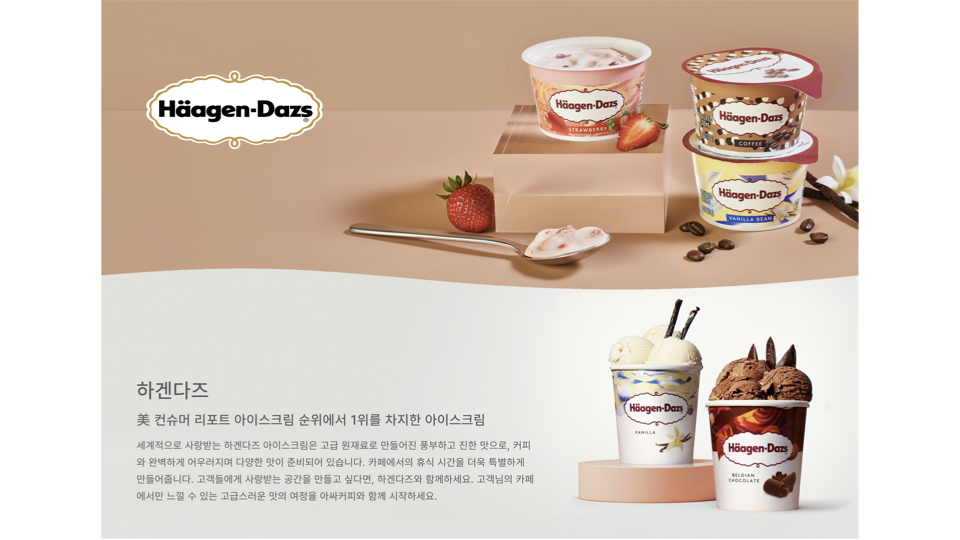 Häagen-Dazs®
Häagen-Dazs
STRAWBERRY
Häagen-Dazs
COFFEE
Häagen-Dazs
VANILLA BEAN
하겐다즈
美 컨슈머 리포트 아이스크림 순위에서 1위를 차지한 아이스크림
세계적으로 사랑받는 하겐다즈 아이스크림은 고급 원재료로 만들어진 풍부하고 진한 맛으로, 커피
와 완벽하게 어우러지며 다양한 맛이 준비되어 있습니다. 카페에서의 휴식 시간을 더욱 특별하게
만들어줍니다. 고객들에게 사랑받는 공간을 만들고 싶다면, 하겐다즈와 함께하세요. 고객님의 카페
에서만 느낄 수 있는 고급스러운 맛의 여정을 아싸커피와 함께 시작하세요.
Häagen-Dazs
VANILLA
Häagen-Dazs
BELGIAN
CHOCOLATE